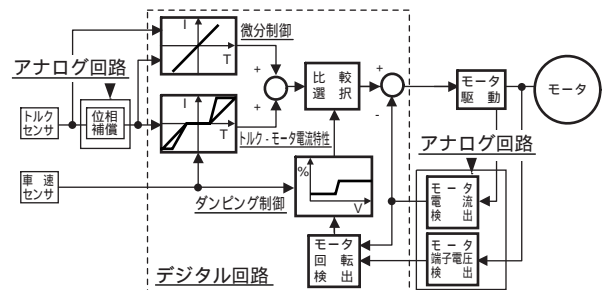 アナログ回路
I
T
微分制御
+
+
比 較
選 択
+
-
モータ
駆 動
モータ
トルク
センサ
位相
補償
I
T
トルク - モータ電流特性
アナログ回路
車 速
センサ
ダンピング制御
%
V
モ ー タ
電 流
検 出
モ ー タ
回 転
検 出
モ ー タ
端子電圧
検 出
デジタル回路